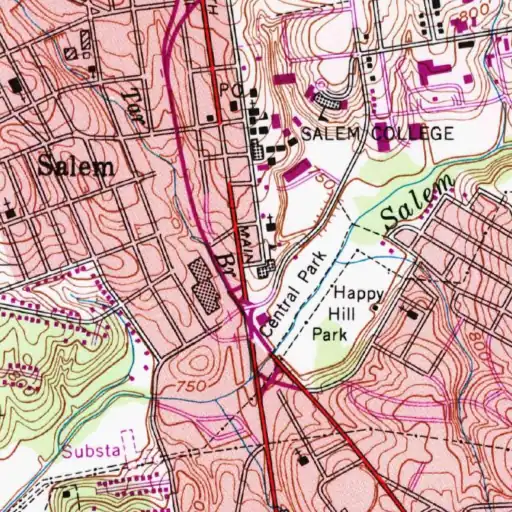 PO
Tar
SALEM COLLEGE
Salem
Salem
MAIN
Br
Central Park
Happy
Hill
Park
800
750
Substa